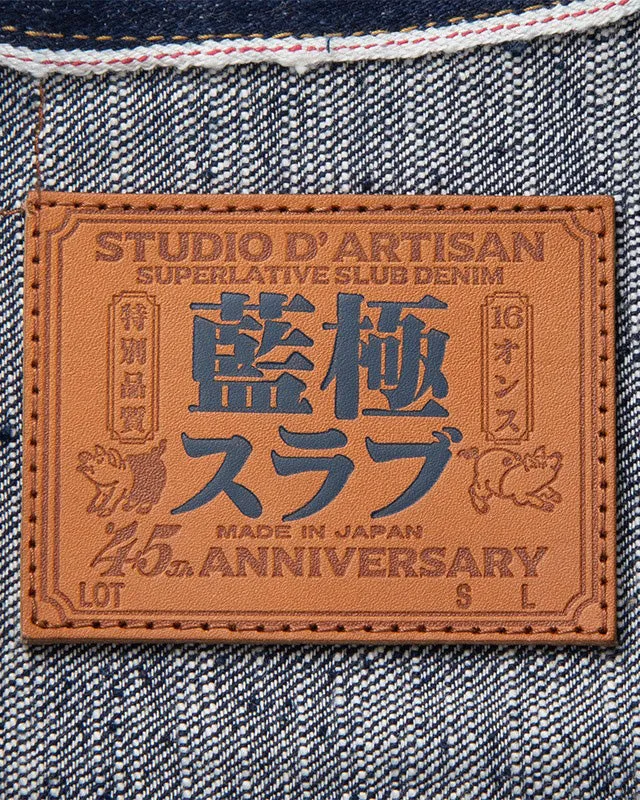 STUDIO D'ARTISAN
SUPERLATIVE SLUB DENIM
特別品質
藍極
スラブ
16オンス
MADE IN JAPAN
'45TH ANNIVERSARY
LOT S L